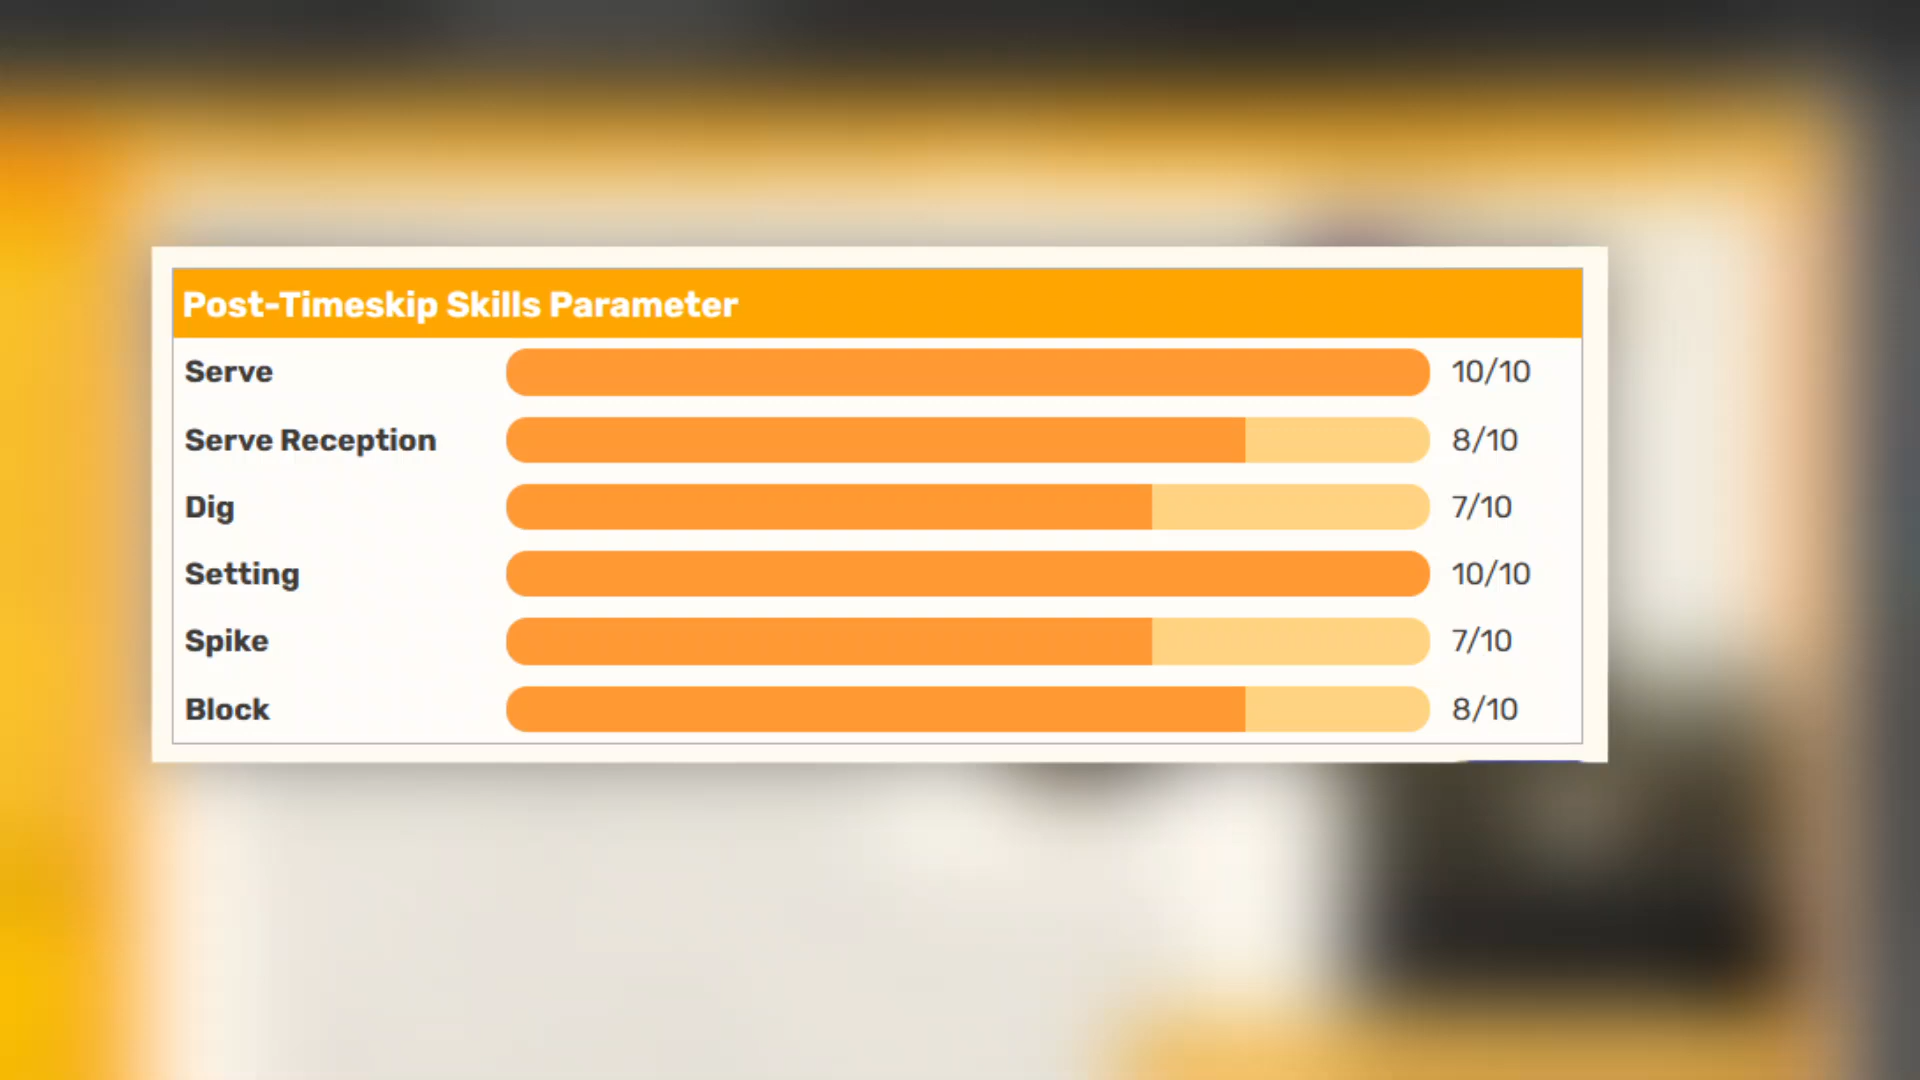 Post-Timeskip Skills Parameter
Serve 10/10
Serve Reception 8/10
Dig 7/10
Setting 10/10
Spike 7/10
Block 8/10